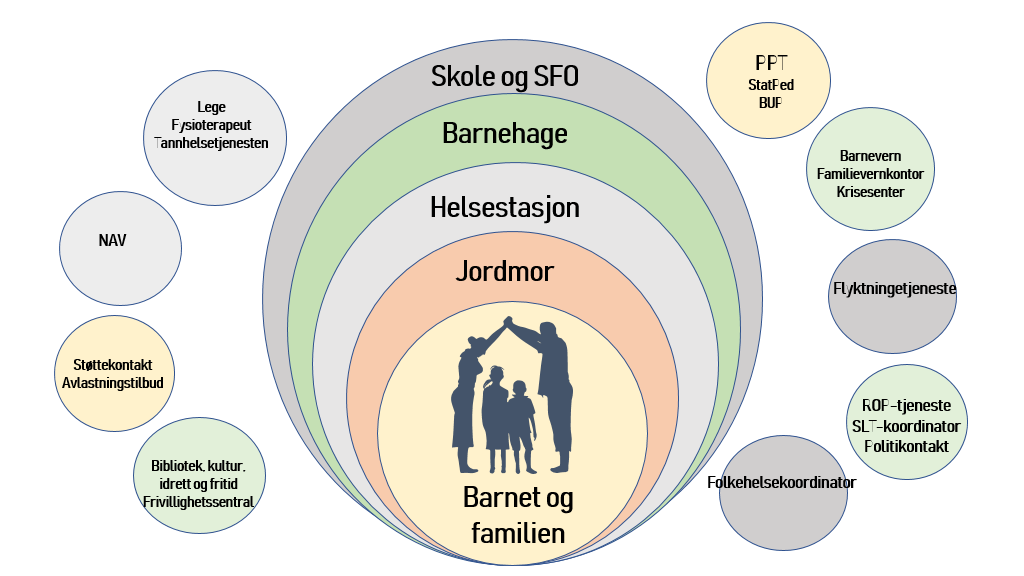 Skole og SFO
Barnehage
Helsestasjon
Jordmor
Barnet og
familien
Lege
Fysioterapeut
Tannhelsetjenesten
NAV
Støttekontakt
Avlastningstilbud
Bibliotek, kultur,
idrett og fritid
Frivillighetssentral
PPT
StatPed
BUP
Barnevern
Familievernkontor
Krisesenter
Flyktningetjeneste
ROP-tjeneste
SLT-koordinator
Politikontakt
Folkehelsekoordinator